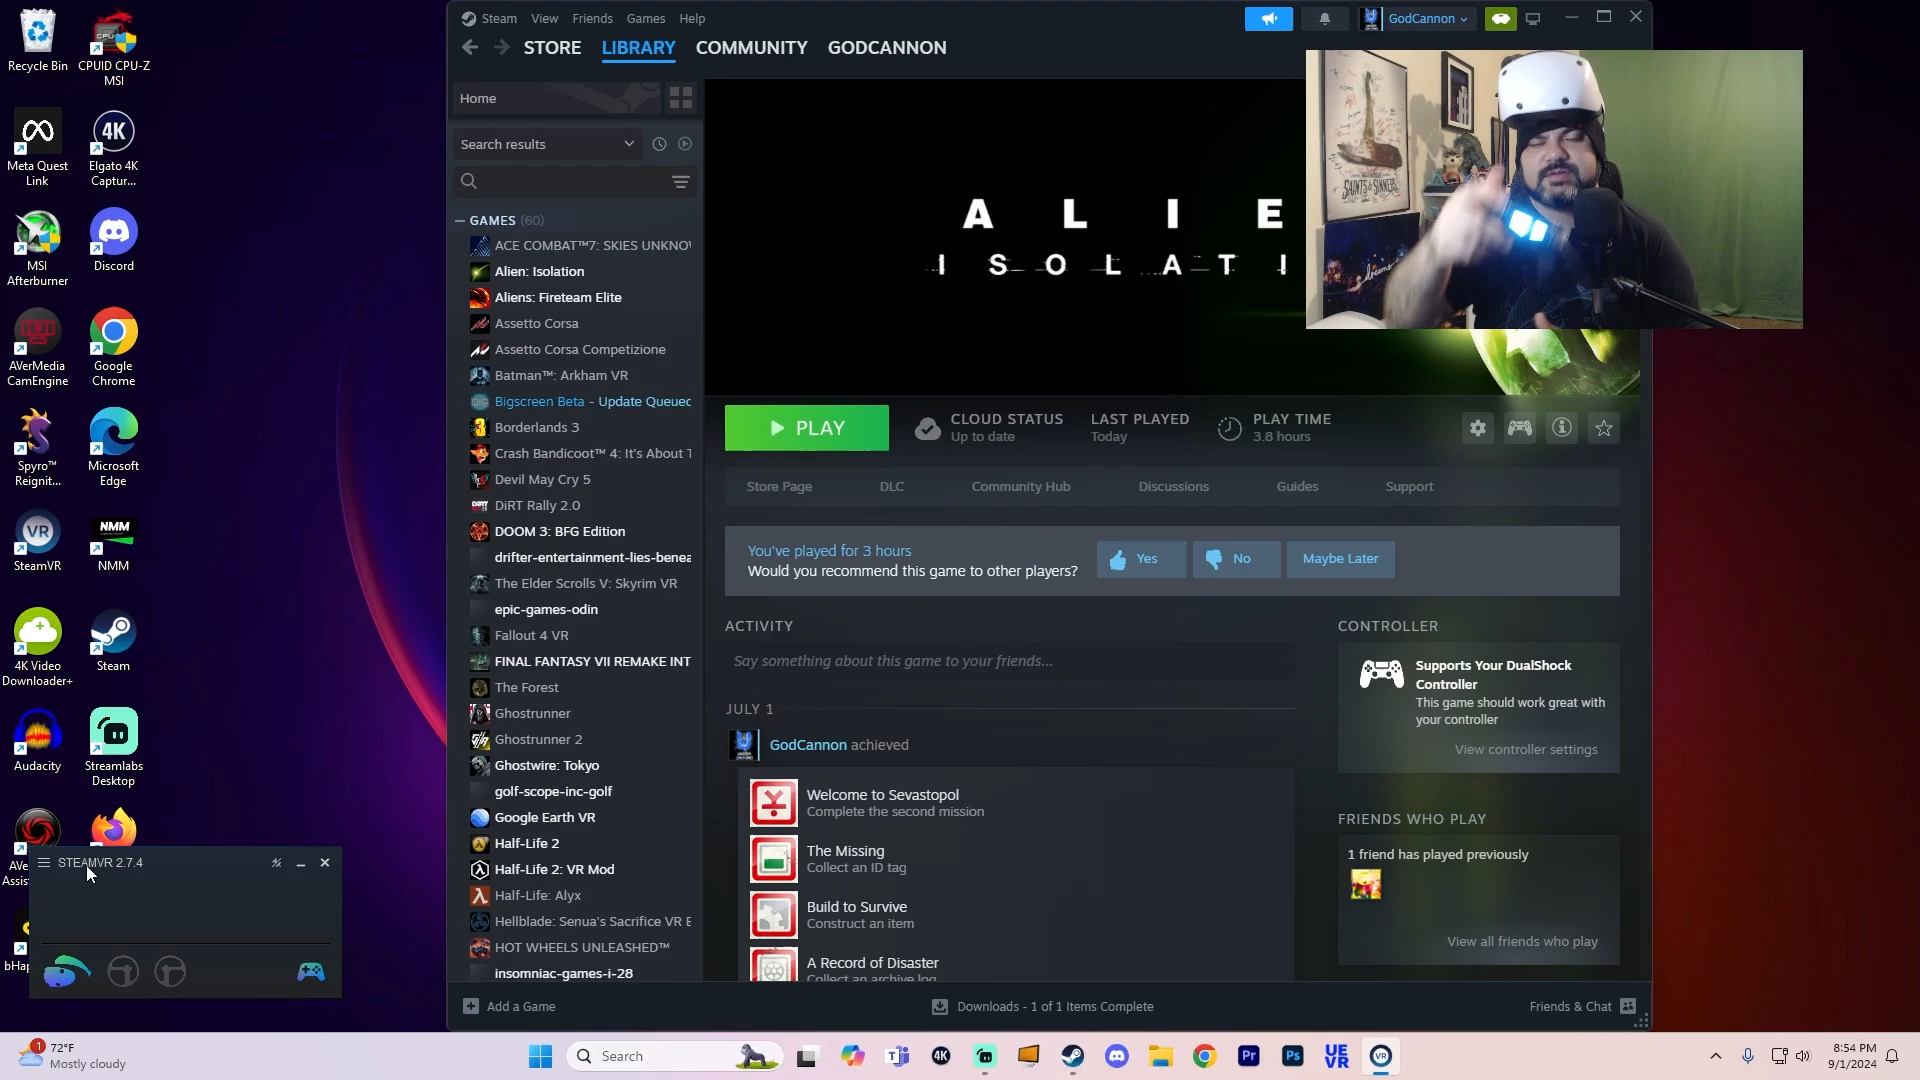 Recycle Bin
CPUID CPU-Z
MSI
Meta Quest
Link
Elgato 4K
Captur...
MSI
Afterburner
Discord
AVerMedia
CamEngine
Google
Chrome
Spyro™
Reignit...
Microsoft
Edge
SteamVR
NMM
NMM
4K Video
Downloader+
Steam
Audacity
Streamlabs
Desktop
STEAMVR 2.7.4
Steam View Friends Games Help
GodCannon
STORE LIBRARY COMMUNITY GODCANNON
Home
Search results
GAMES (60)
ACE COMBAT™7: SKIES UNKNOW
Alien: Isolation
Aliens: Fireteam Elite
Assetto Corsa
Assetto Corsa Competizione
Batman™: Arkham VR
Bigscreen Beta - Update Queued
Borderlands 3
Crash Bandicoot™ 4: It's About T
Devil May Cry 5
DiRT Rally 2.0
DOOM 3: BFG Edition
drifter-entertainment-lies-benea
The Elder Scrolls V: Skyrim VR
epic-games-odin
Fallout 4 VR
FINAL FANTASY VII REMAKE INT
The Forest
Ghostrunner
Ghostrunner 2
Ghostwire: Tokyo
golf-scope-inc-golf
Google Earth VR
Half-Life 2
Half-Life 2: VR Mod
Half-Life: Alyx
Hellblade: Senua's Sacrifice VR E
HOT WHEELS UNLEASHED™
insomniac-games-i-28
ALIE
ISOLATI
SAINTS & SINNERS
dreams
PLAY
CLOUD STATUS
Up to date
LAST PLAYED
Today
PLAY TIME
3.8 hours
Store Page DLC Community Hub Discussions Guides Support
You've played for 3 hours
Would you recommend this game to other players?
Yes No Maybe Later
ACTIVITY
Say something about this game to your friends...
JULY 1
GodCannon achieved
Welcome to Sevastopol
Complete the second mission
The Missing
Collect an ID tag
Build to Survive
Construct an item
A Record of Disaster
Collect an archive log
CONTROLLER
Supports Your DualShock
Controller
This game should work great with
your controller
View controller settings
FRIENDS WHO PLAY
1 friend has played previously
View all friends who play
Add a Game
Downloads - 1 of 1 Items Complete
Friends & Chat
1
72°F
Mostly cloudy
Search
8:54 PM
9/1/2024